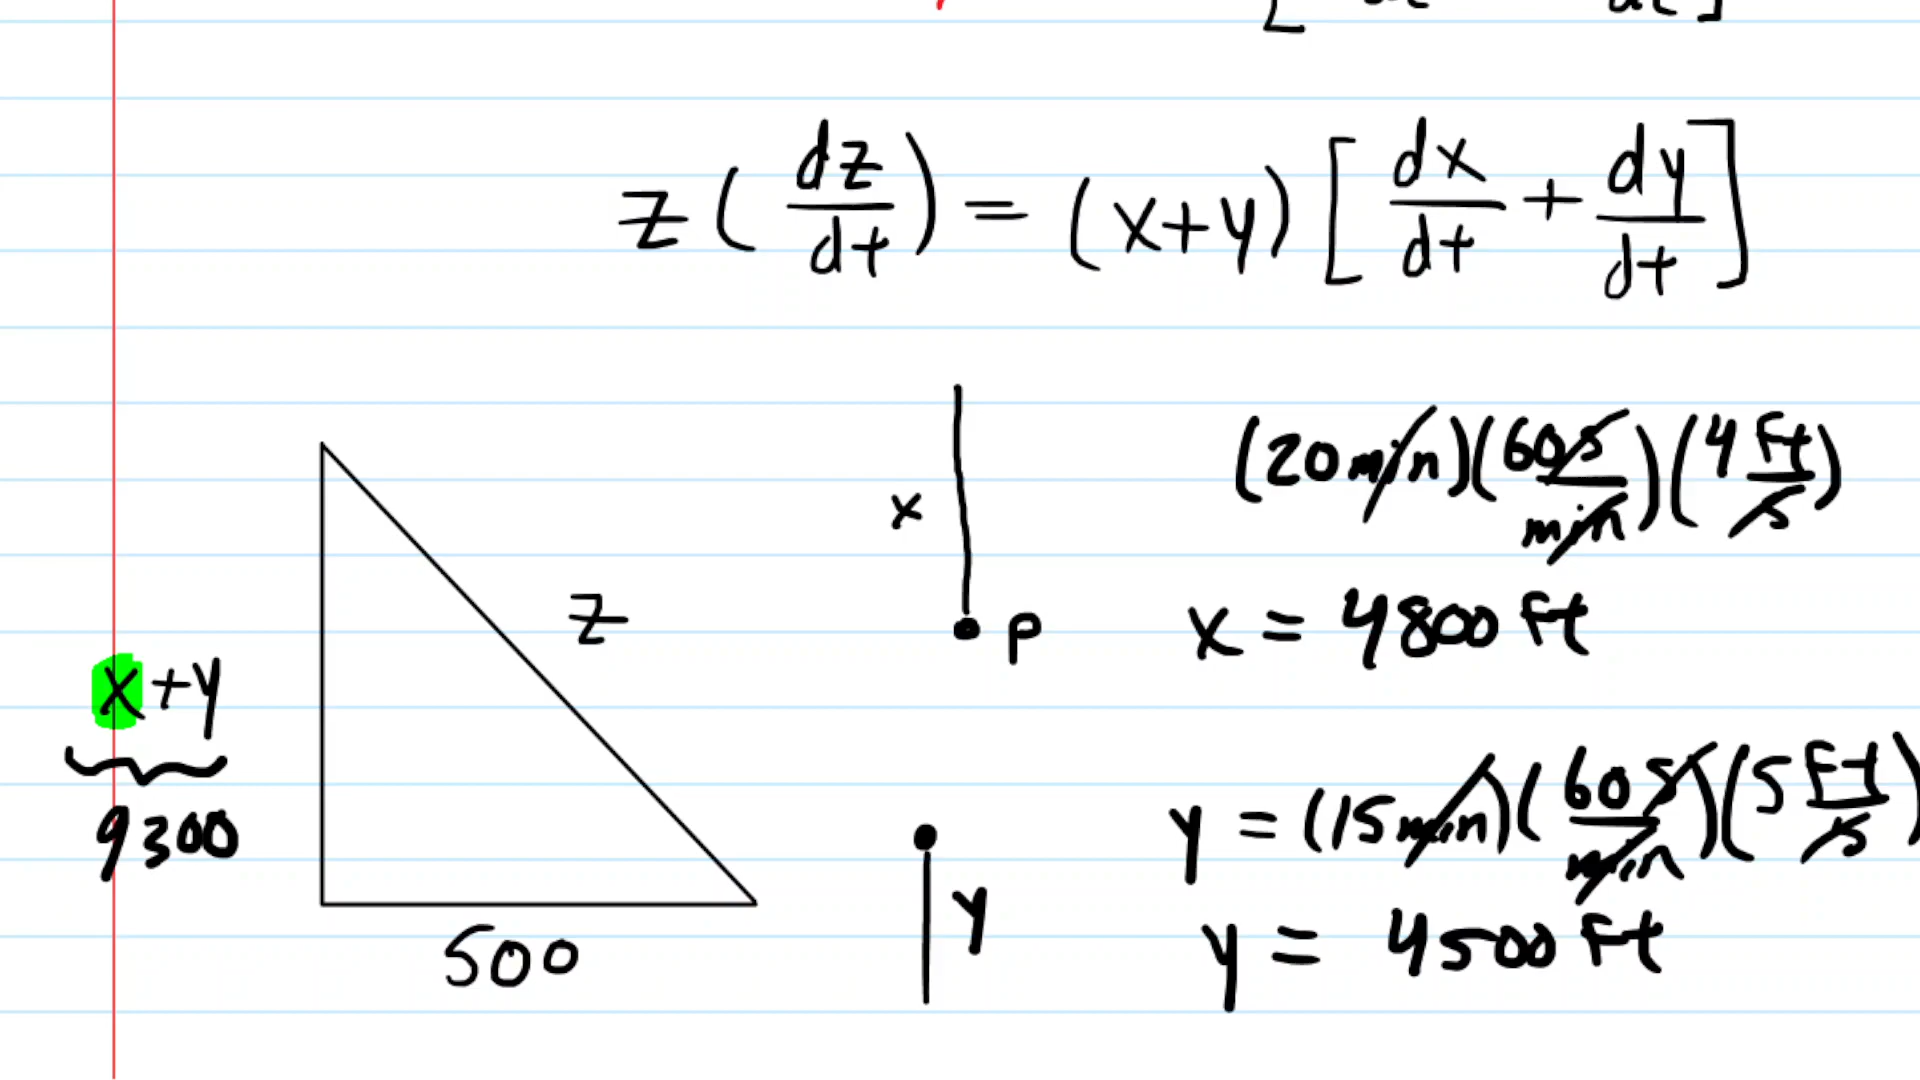 z ( dz/dt ) = (x+y) [ dx/dt + dy/dt ]
x
(20 min)(60 s/min)(4 ft/s)
z
P
x = 4800 ft
x+y
9300
y = (15 min)(60 s/min)(5 ft/s)
y
y = 4500 ft
500